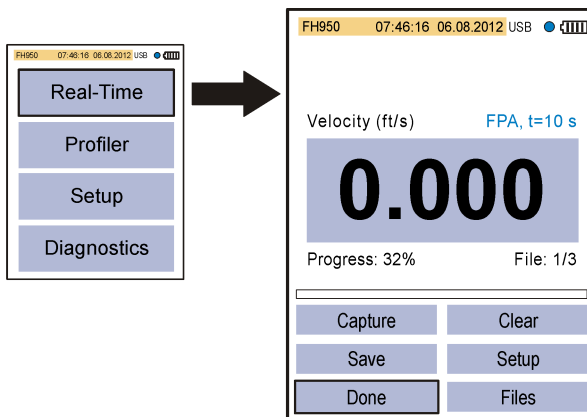 FH950 07:46:16 06.08.2012 USB
Real-Time
Profiler
Setup
Diagnostics
FH950 07:46:16 06.08.2012 USB
Velocity (ft/s) FPA, t=10 s
0.000
Progress: 32% File: 1/3
Capture Clear
Save Setup
Done Files